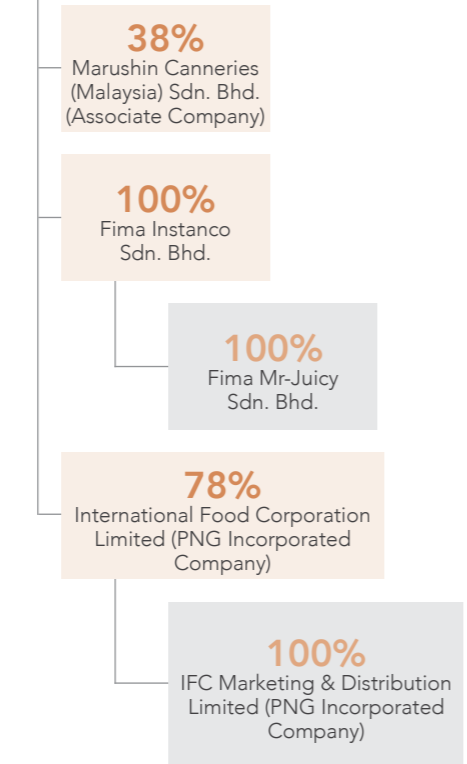 38%
Marushin Canneries
(Malaysia) Sdn. Bhd.
(Associate Company)
100%
Fima Instanco
Sdn. Bhd.
100%
Fima Mr-Juicy
Sdn. Bhd.
78%
International Food Corporation
Limited (PNG Incorporated
Company)
100%
IFC Marketing & Distribution
Limited (PNG Incorporated
Company)